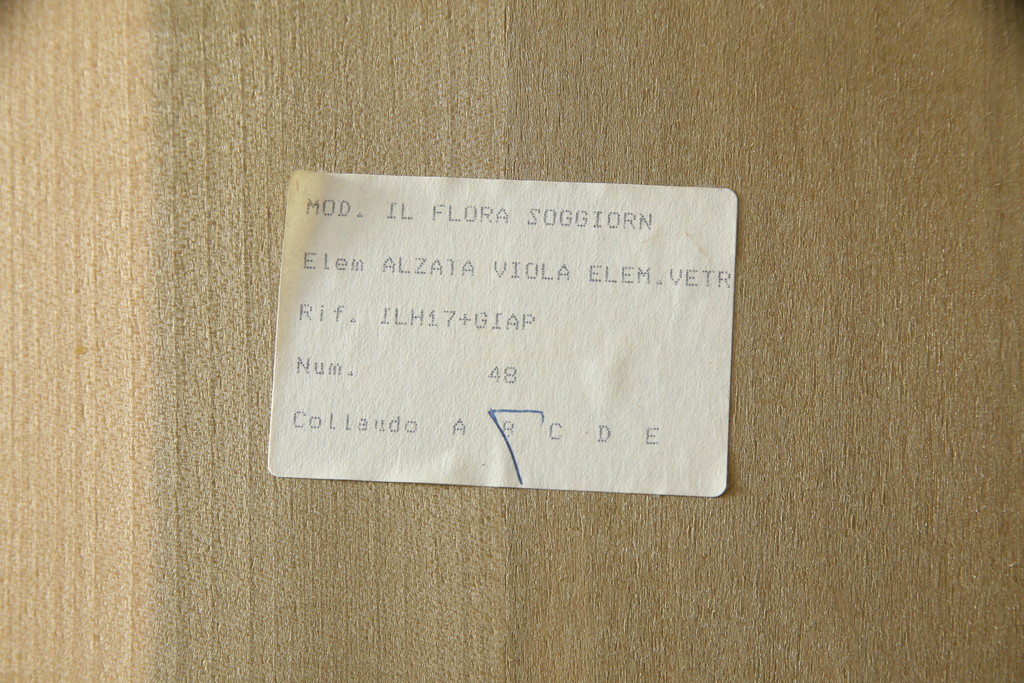 MOD. IL FLORA SOGGIORN
Elem ALZATA VIOLA ELEM.VETR
Rif. ILH17+GIAP
Num. 48
Collaudo A B C D E